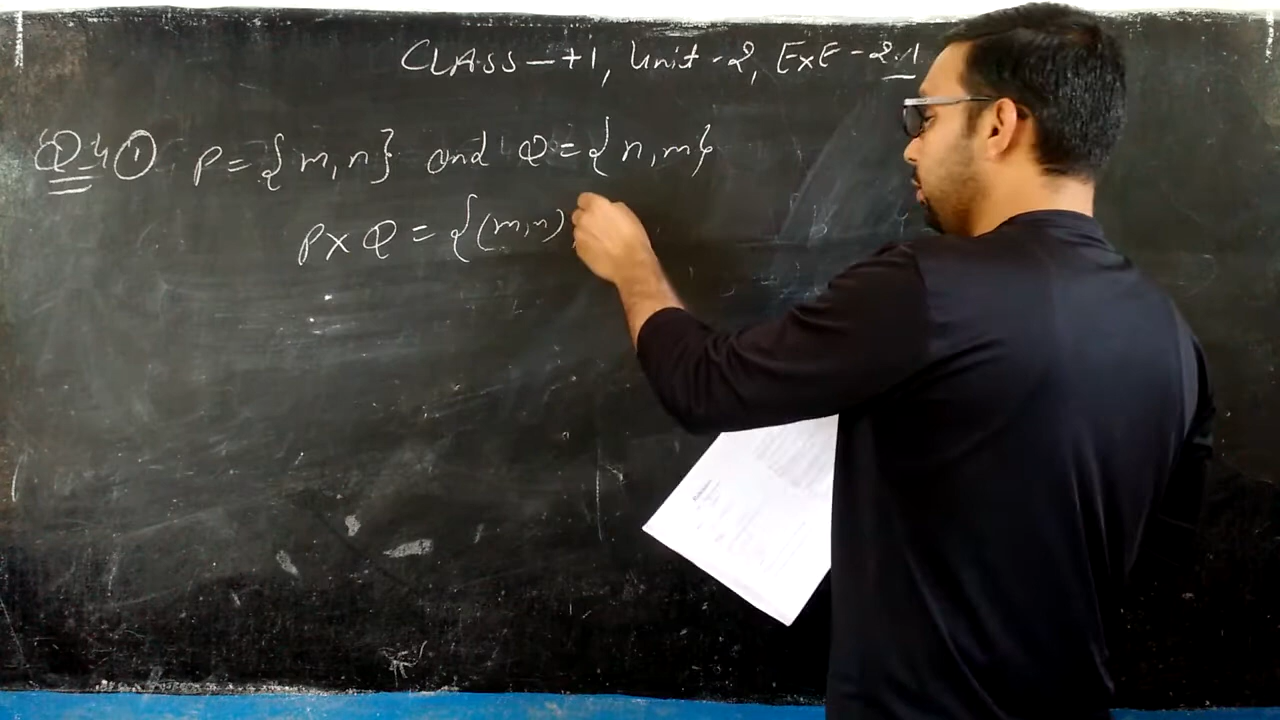 CLASS-+1, Unit-2, EXE-2.1
Q4 ① P={m,n} and Q={n,m}
P×Q={(m,n)